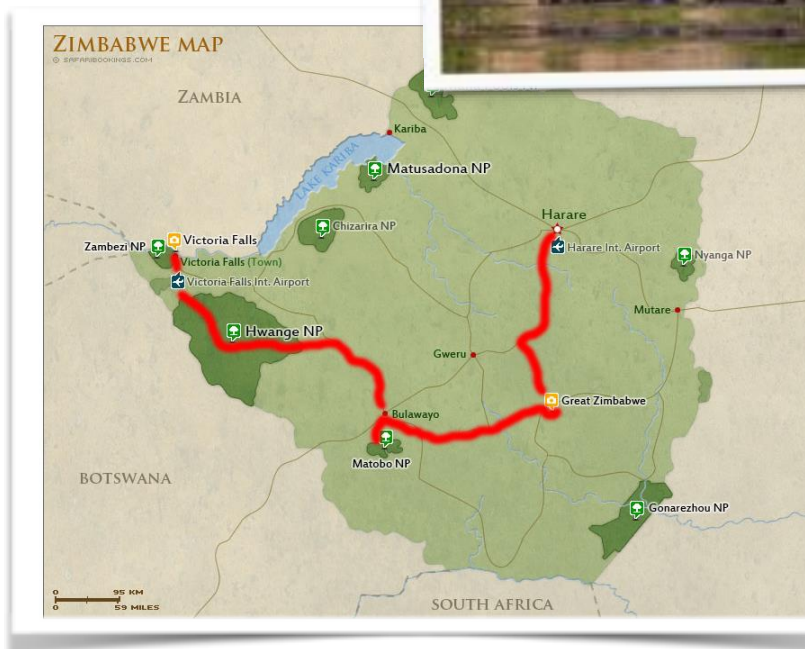 ZIMBABWE MAP
© SAFARIBOOKINGS.COM
ZAMBIA
Kariba
LAKE KARIBA
Matusadona NP
Chizarira NP
Harare
Harare Int. Airport
Zambezi NP
Victoria Falls
Victoria Falls (Town)
Victoria Falls Int. Airport
Nyanga NP
Mutare
Hwange NP
Gweru
Great Zimbabwe
Bulawayo
Matobo NP
BOTSWANA
Gonarezhou NP
0 95 KM
0 59 MILES
SOUTH AFRICA